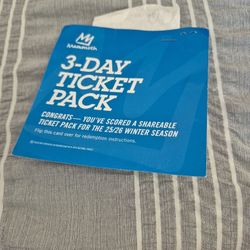 Mammoth
3-DAY
TICKET
PACK
CONGRATS— YOU'VE SCORED A SHAREABLE
TICKET PACK FOR THE 25/26 WINTER SEASON
Flip this card over for redemption instructions.